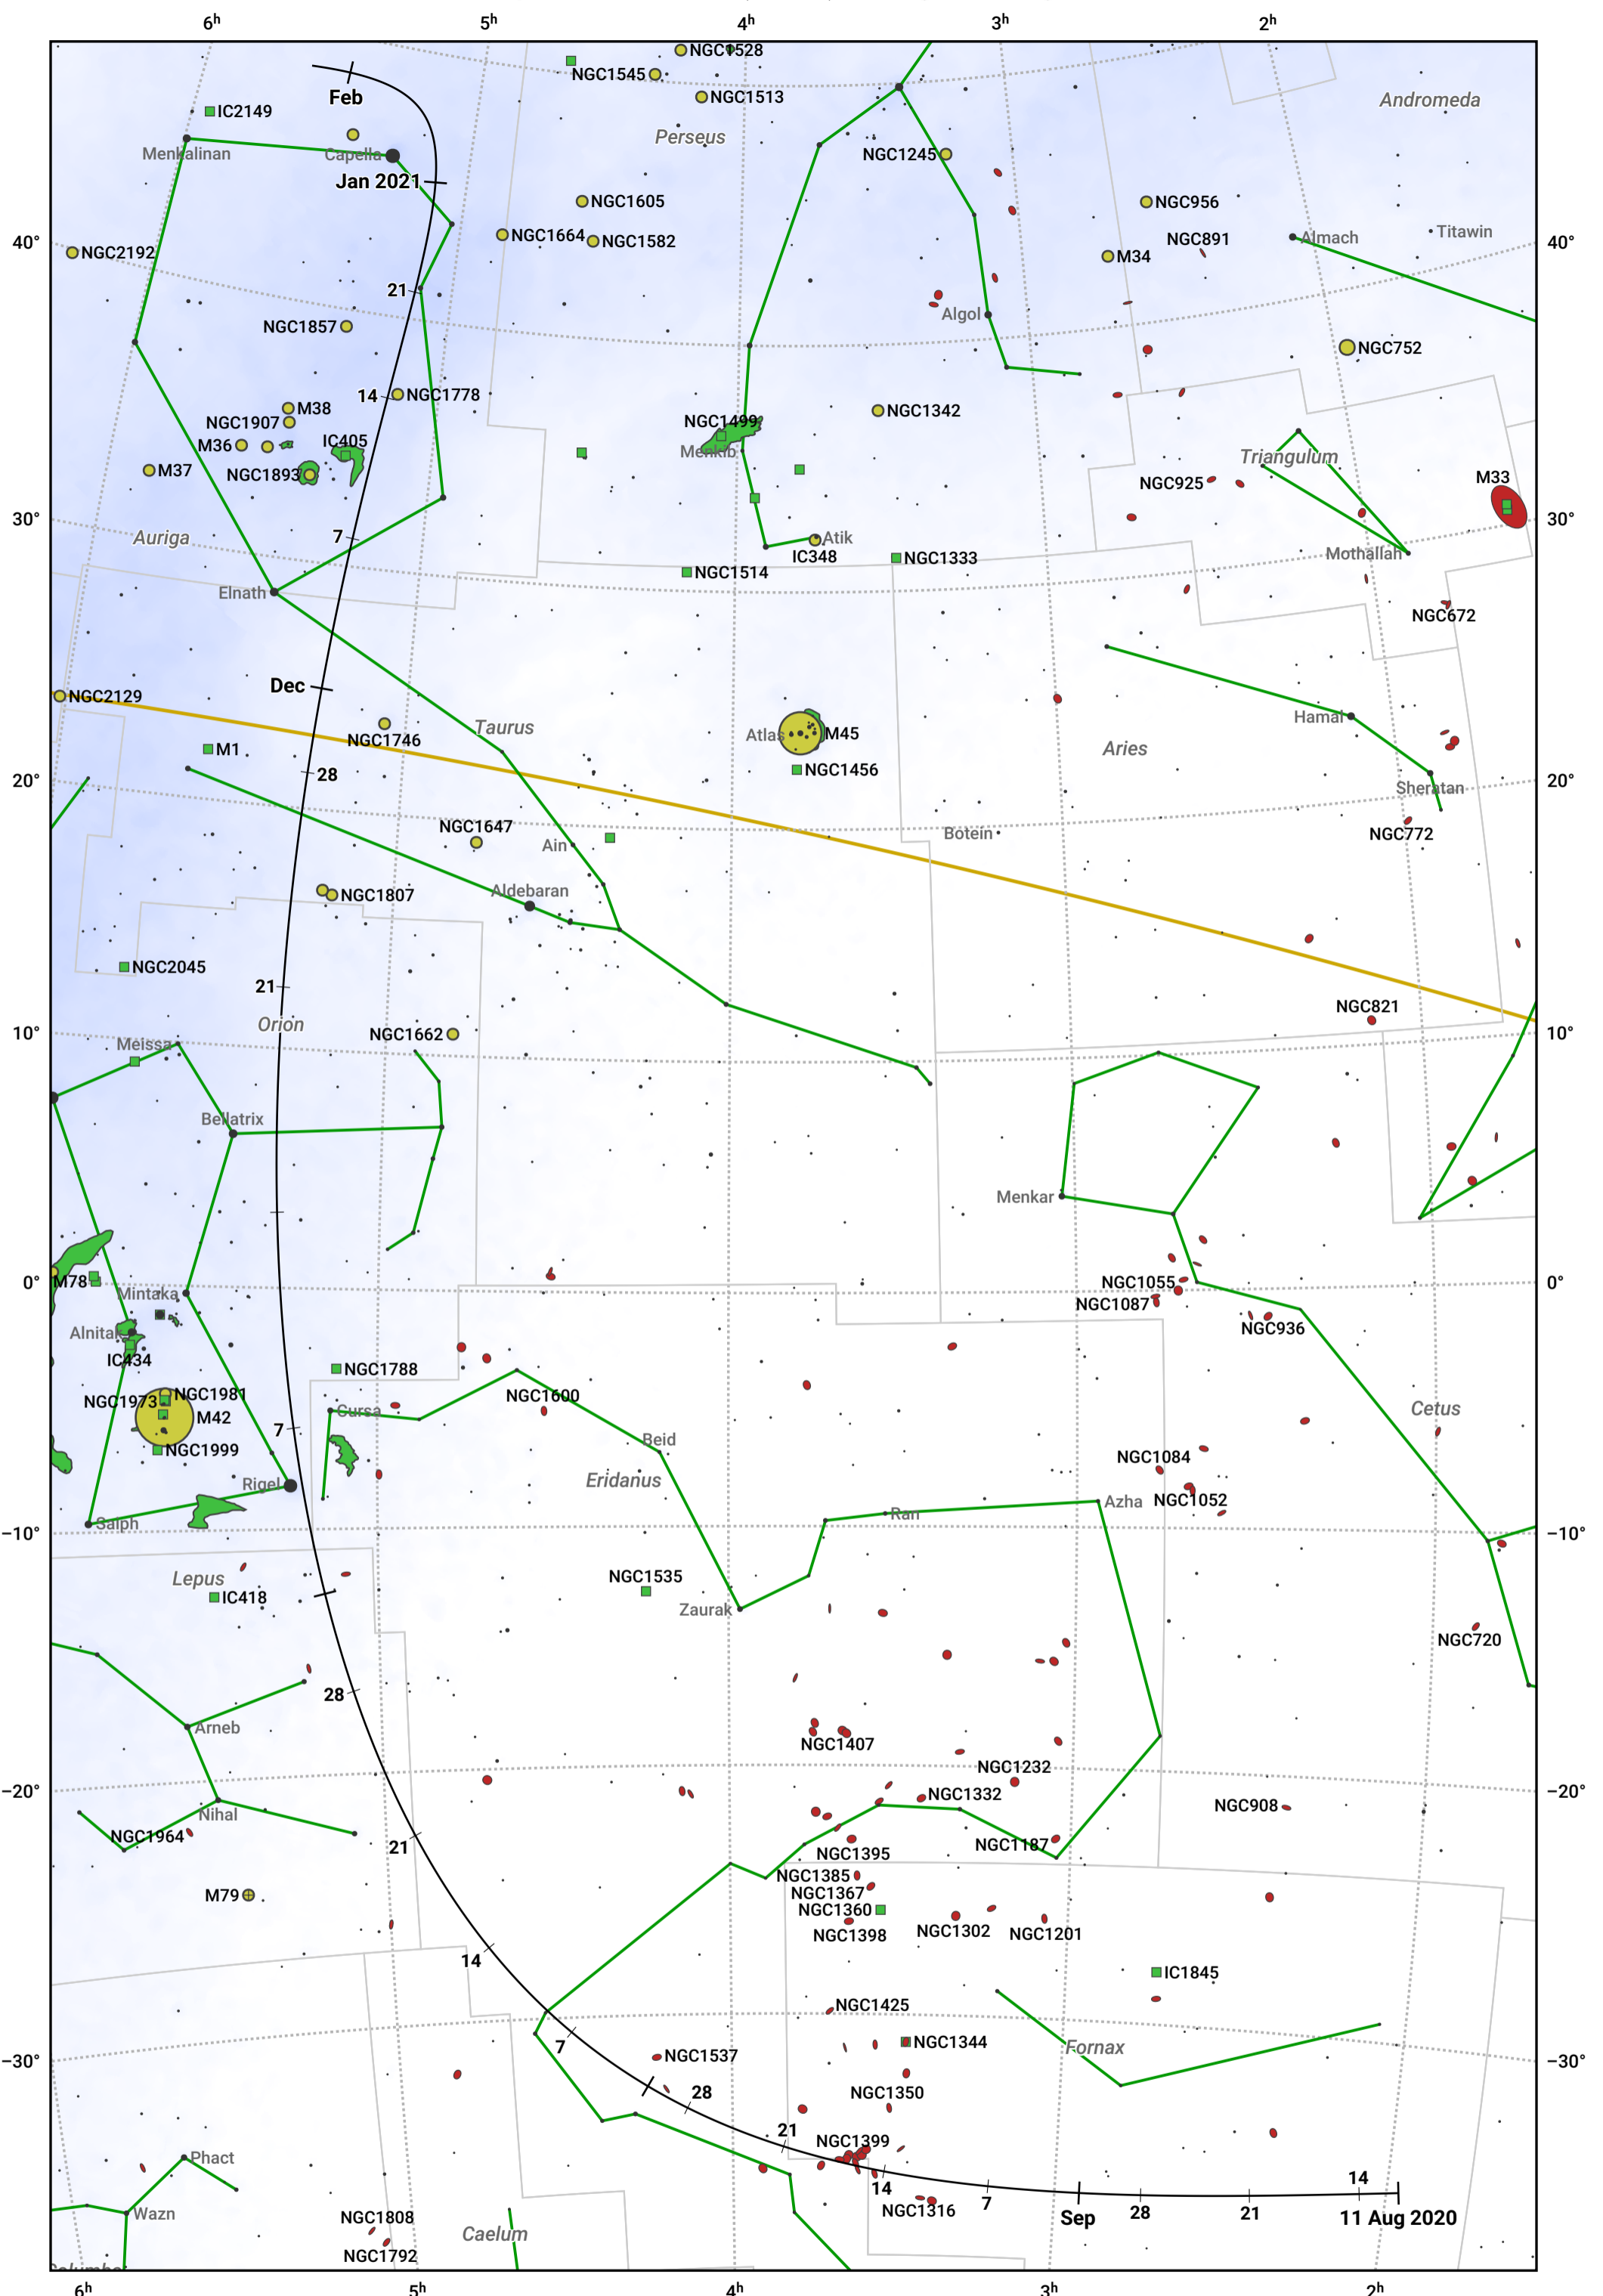 6h 5h 4h 3h 2h
NGC1528
NGC1545
NGC1513
Feb
Andromeda
IC2149
Perseus
Menkalinan
Capella
NGC1245
Jan 2021
NGC1605
NGC956
NGC1664
NGC1582
NGC891
Titawin
Almach
40°
40°
NGC2192
M34
21
Algol
NGC1857
NGC752
14
NGC1778
M38
NGC1342
NGC1907
NGC1499
M36
IC405
Menkib
Triangulum
M37
NGC1893
NGC925
M33
30°
30°
Auriga
7
Atik
IC348
NGC1333
Mothallah
NGC1514
Elnath
NGC672
Dec
NGC2129
Taurus
Hamal
NGC1746
Atlas
M45
M1
Aries
NGC1456
28
20°
20°
Sheratan
NGC1647
Botein
NGC772
Ain
Aldebaran
NGC1807
NGC2045
21
NGC821
Orion
NGC1662
10°
10°
Meissa
Bellatrix
Menkar
0°
0°
M78
NGC1055
Mintaka
NGC1087
Alnitak
NGC936
IC434
NGC1788
NGC1981
NGC1973
NGC1600
Cursa
M42
Cetus
7
Beid
NGC1999
NGC1084
Eridanus
Rigel
NGC1052
Azha
Saiph
Ran
−10°
−10°
Lepus
NGC1535
IC418
Zaurak
NGC720
28
Arneb
NGC1407
NGC1232
−20°
−20°
NGC1332
NGC908
Nihal
NGC1964
NGC1187
21
NGC1395
NGC1385
NGC1367
M79
NGC1360
NGC1302
NGC1201
NGC1398
14
IC1845
NGC1425
NGC1344
7
Fornax
NGC1537
−30°
−30°
28
NGC1350
21
NGC1399
Phact
14
14
7
NGC1316
28
21
Wazn
NGC1808
Sep
11 Aug 2020
Caelum
NGC1792
6h 5h 4h 3h 2h